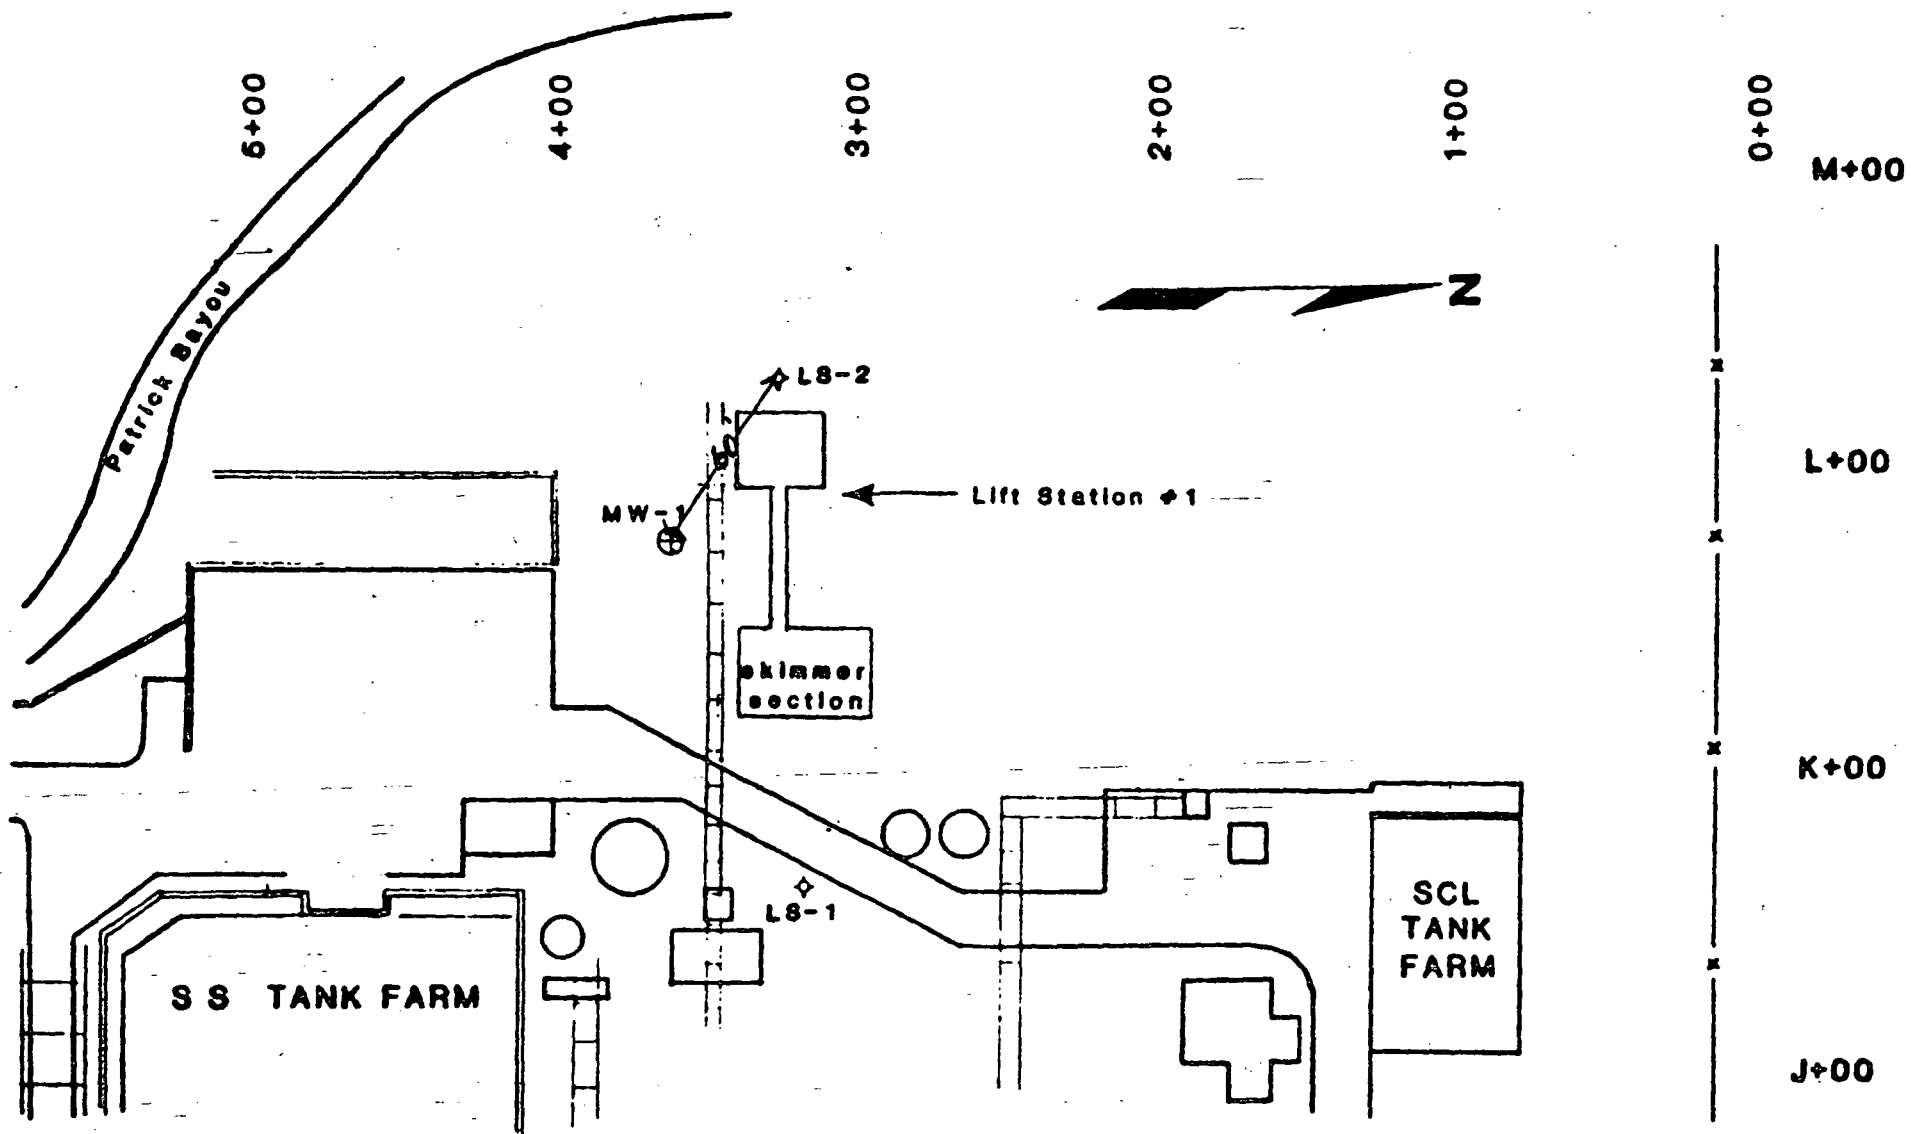 5+00
4+00
3+00
2+00
1+00
0+00
M+00
Patrick Bayou
N
LS-2
L+00
Lift Station #1
MW-1
skimmer
section
K+00
LS-1
SCL
TANK
FARM
SS TANK FARM
J+00